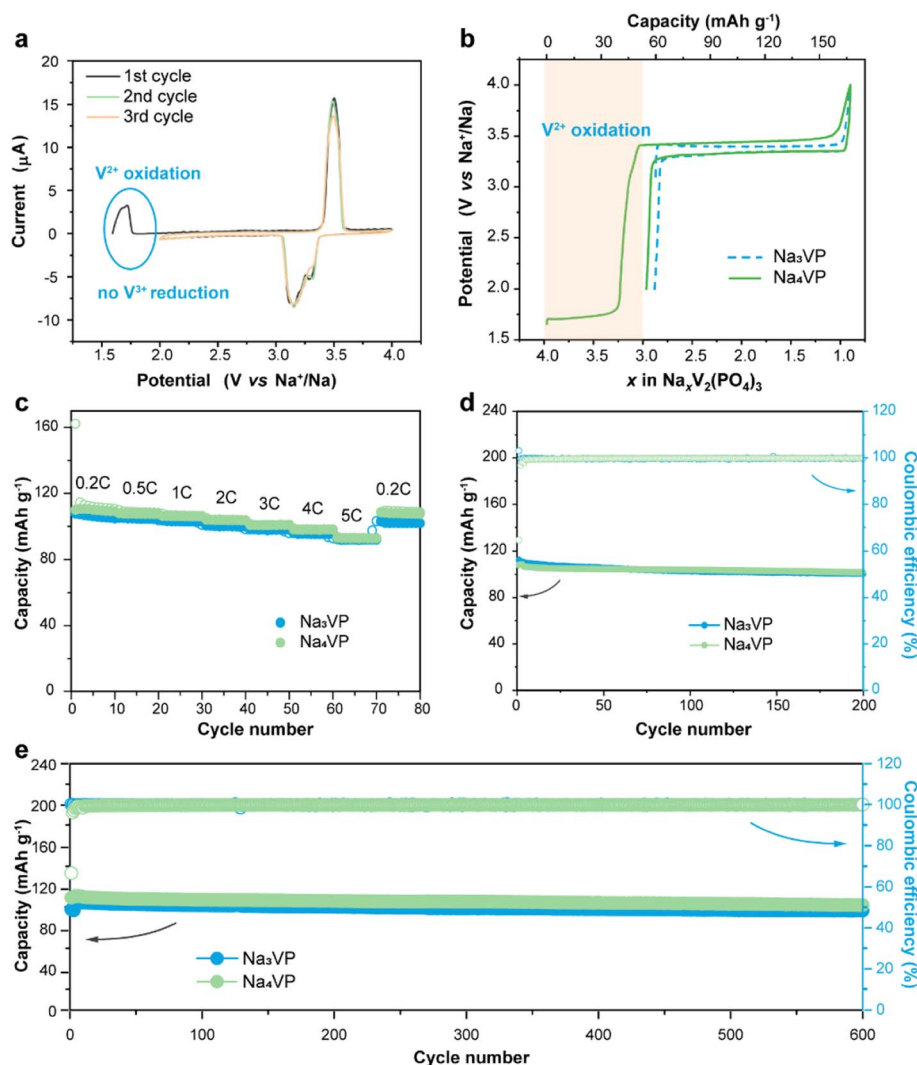 a
20
15
10
5
0
-5
-10
Current (μA)
1st cycle
2nd cycle
3rd cycle
V²⁺ oxidation
no V³⁺ reduction
1.5 2.0 2.5 3.0 3.5 4.0
Potential (V vs Na⁺/Na)
b
Capacity (mAh g⁻¹)
0 30 60 90 120 150
4.0
3.5
3.0
2.5
2.0
1.5
Potential (V vs Na⁺/Na)
V²⁺ oxidation
Na₃VP
Na₄VP
4.0 3.5 3.0 2.5 2.0 1.5 1.0
x in NaₓV₂(PO₄)₃
c
160
120
80
40
0
Capacity (mAh g⁻¹)
0.2C 0.5C 1C 2C 3C 4C 5C 0.2C
Na₃VP
Na₄VP
0 10 20 30 40 50 60 70 80
Cycle number
d
240
200
160
120
80
40
0
Capacity (mAh g⁻¹)
Na₃VP
Na₄VP
0 50 100 150 200
Cycle number
120
100
80
60
40
20
0
Coulombic efficiency (%)
e
240
200
160
120
80
40
0
Capacity (mAh g⁻¹)
Na₃VP
Na₄VP
0 100 200 300 400 500 600
Cycle number
120
100
80
60
40
20
0
Coulombic efficiency (%)